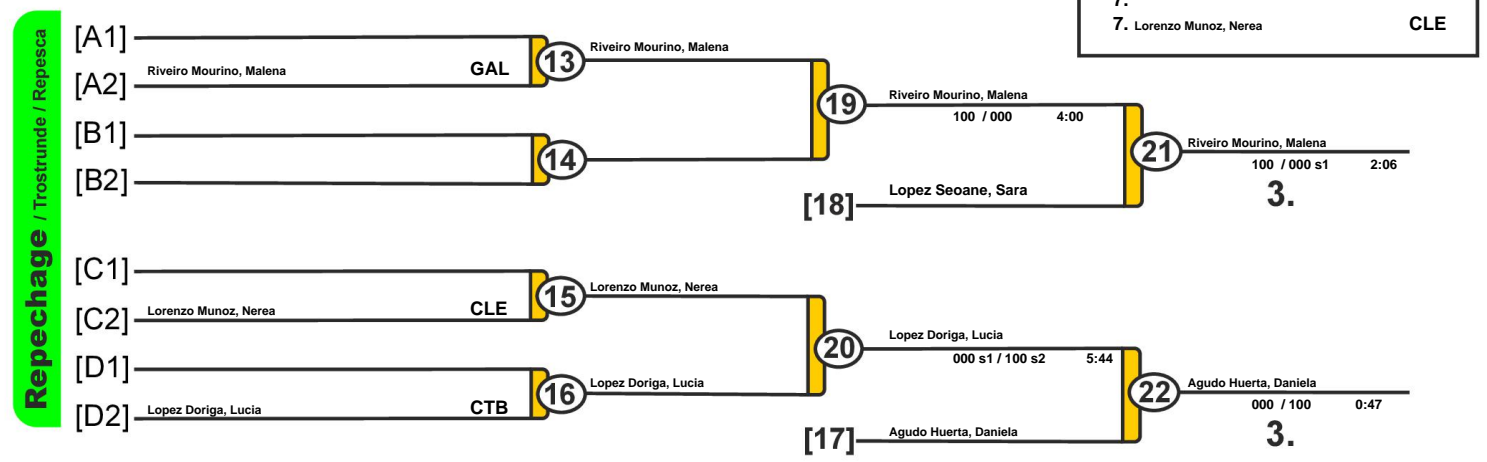 7.
7. Lorenzo Munoz, Nerea CLE
Repechage / Trostrunde / Repesca
[A1]
[A2] Riveiro Mourino, Malena GAL
13 Riveiro Mourino, Malena
[B1]
[B2]
14
19 Riveiro Mourino, Malena
100 / 000 4:00
[18] Lopez Seoane, Sara
21 Riveiro Mourino, Malena
100 / 000 s1 2:06
3.
[C1]
[C2] Lorenzo Munoz, Nerea CLE
15 Lorenzo Munoz, Nerea
[D1]
[D2] Lopez Doriga, Lucia CTB
16 Lopez Doriga, Lucia
20 Lopez Doriga, Lucia
000 s1 / 100 s2 5:44
[17] Agudo Huerta, Daniela
22 Agudo Huerta, Daniela
000 / 100 0:47
3.